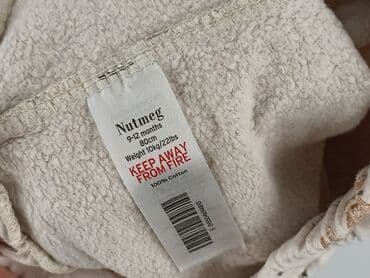 Nutmeg
9-12 months
80cm
Weight 10kg/22lbs
KEEP AWAY
FROM FIRE
100% Cotton